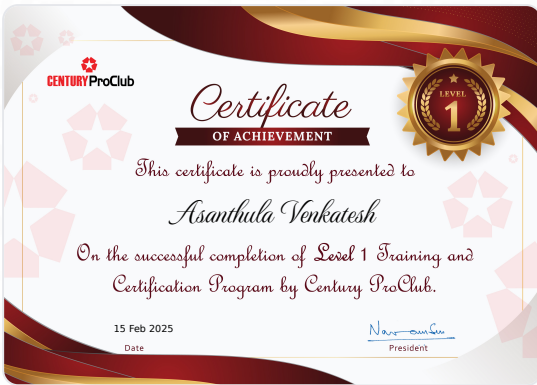 CENTURY ProClub
LEVEL
1
Certificate
OF ACHIEVEMENT
This certificate is proudly presented to
Asanthula Venkatesh
On the successful completion of Level 1 Training and
Certification Program by Century ProClub.
15 Feb 2025
Date
President